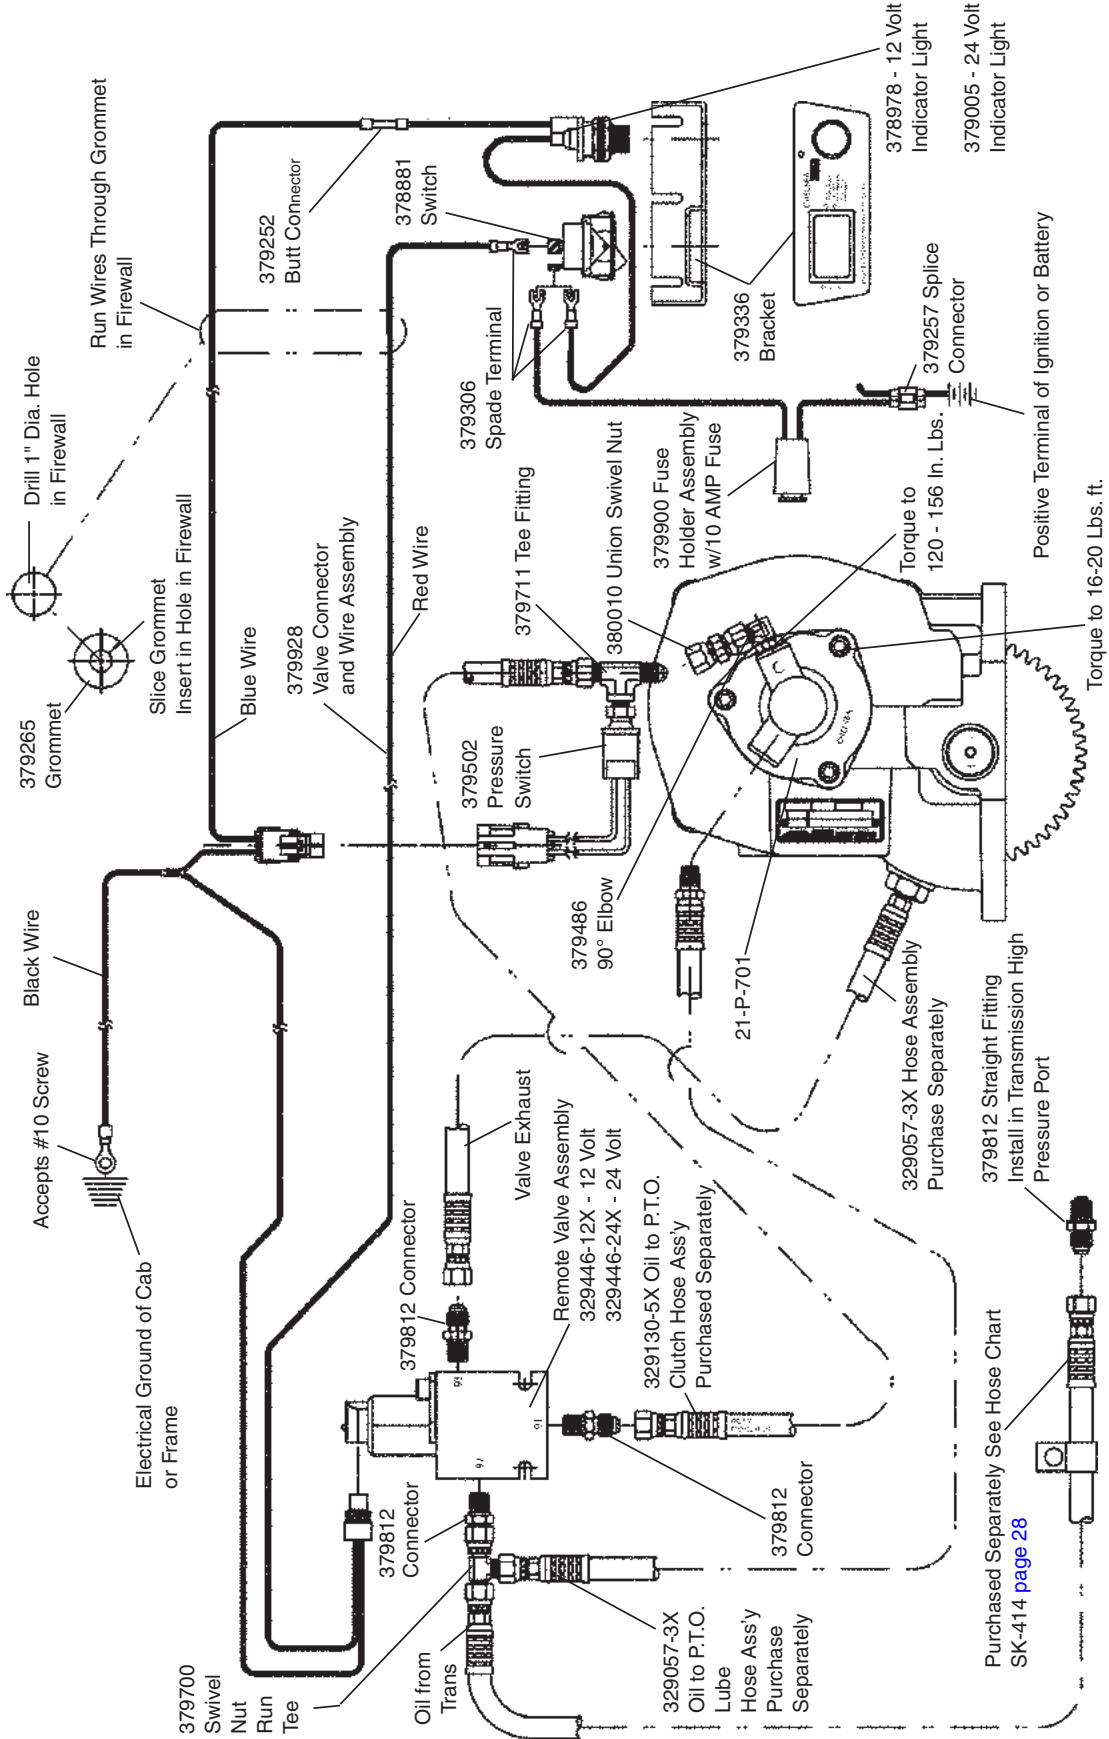 379265
Grommet
Drill 1" Dia. Hole
in Firewall
Slice Grommet
Insert in Hole in Firewall
Run Wires Through Grommet
in Firewall
Accepts #10 Screw
Black Wire
Blue Wire
Electrical Ground of Cab
or Frame
379928
Valve Connector
and Wire Assembly
Red Wire
379252
Butt Connector
378881
Switch
379306
Spade Terminal
379336
Bracket
378978 - 12 Volt
Indicator Light
379005 - 24 Volt
Indicator Light
379700
Swivel
Nut
Run
Tee
379812
Connector
379812 Connector
Valve Exhaust
Remote Valve Assembly
329446-12X - 12 Volt
329446-24X - 24 Volt
379502
Pressure
Switch
379711 Tee Fitting
380010 Union Swivel Nut
379900 Fuse
Holder Assembly
w/10 AMP Fuse
379257 Splice
Connector
Positive Terminal of Ignition or Battery
Torque to
120 - 156 In. Lbs.
Torque to 16-20 Lbs. ft.
379486
90° Elbow
21-P-701
CHELSEA
Oil from
Trans
329057-3X
Oil to P.T.O.
Lube
Hose Ass'y
Purchase
Separately
379812
Connector
329130-5X Oil to P.T.O.
Clutch Hose Ass'y
Purchased Separately
329057-3X Hose Assembly
Purchase Separately
379812 Straight Fitting
Install in Transmission High
Pressure Port
Purchased Separately See Hose Chart
SK-414 page 28